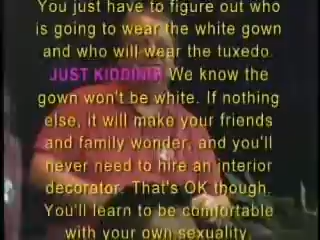 You just have to figure out who
is going to wear the white gown
and who will wear the tuxedo.
JUST KIDDING!! We know the
gown won't be white. If nothing
else, it will make your friends
and family wonder, and you'll
never need to hire an interior
decorator. That's OK though.
You'll learn to be comfortable
with your own sexuality.